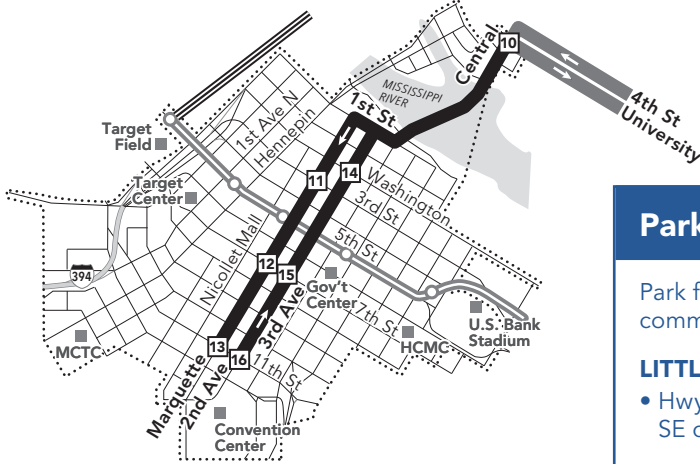 10
Central
4th St
University
MISSISSIPPI
RIVER
1st St
1st Ave N
Hennepin
Target
Field
Target
Center
11
14
Washington
3rd St
5th St
Nicollet Mall
394
12
15
Gov't
Center
3rd Ave
7th St
HCMC
U.S. Bank
Stadium
MCTC
13
16
11th St
Marquette
2nd Ave
Convention
Center
Park
Park f
comm
LITTL
• Hwy
SE c